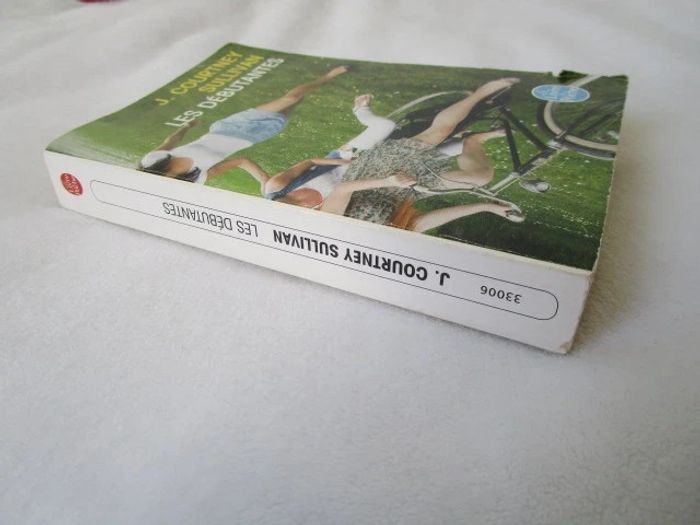 J. COURTNEY
SULLIVAN
LES DÉBUTANTES
33006
J. COURTNEY SULLIVAN LES DÉBUTANTES